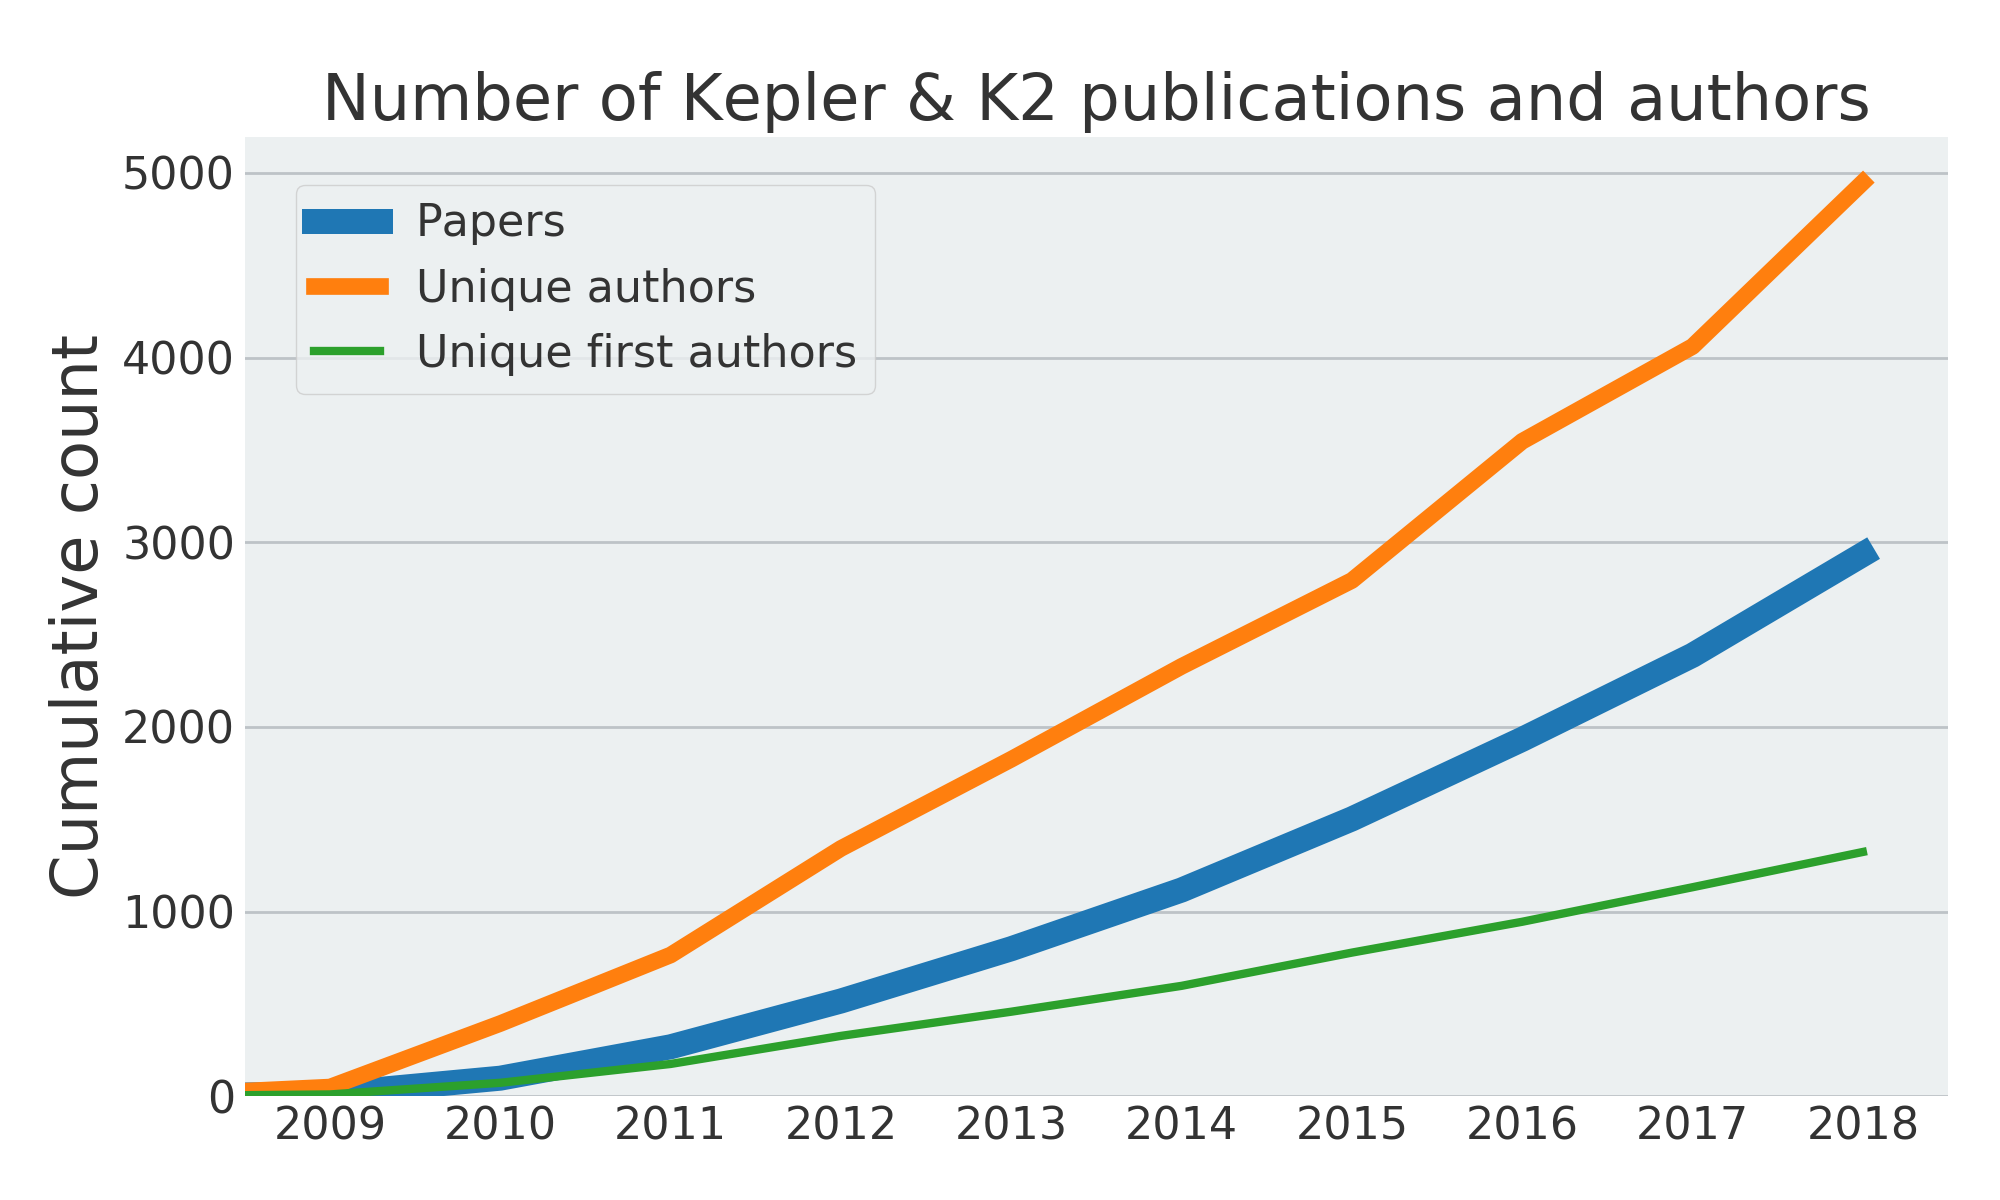 Number of Kepler & K2 publications and authors
Cumulative count
5000
4000
3000
2000
1000
0
Papers
Unique authors
Unique first authors
2009 2010 2011 2012 2013 2014 2015 2016 2017 2018